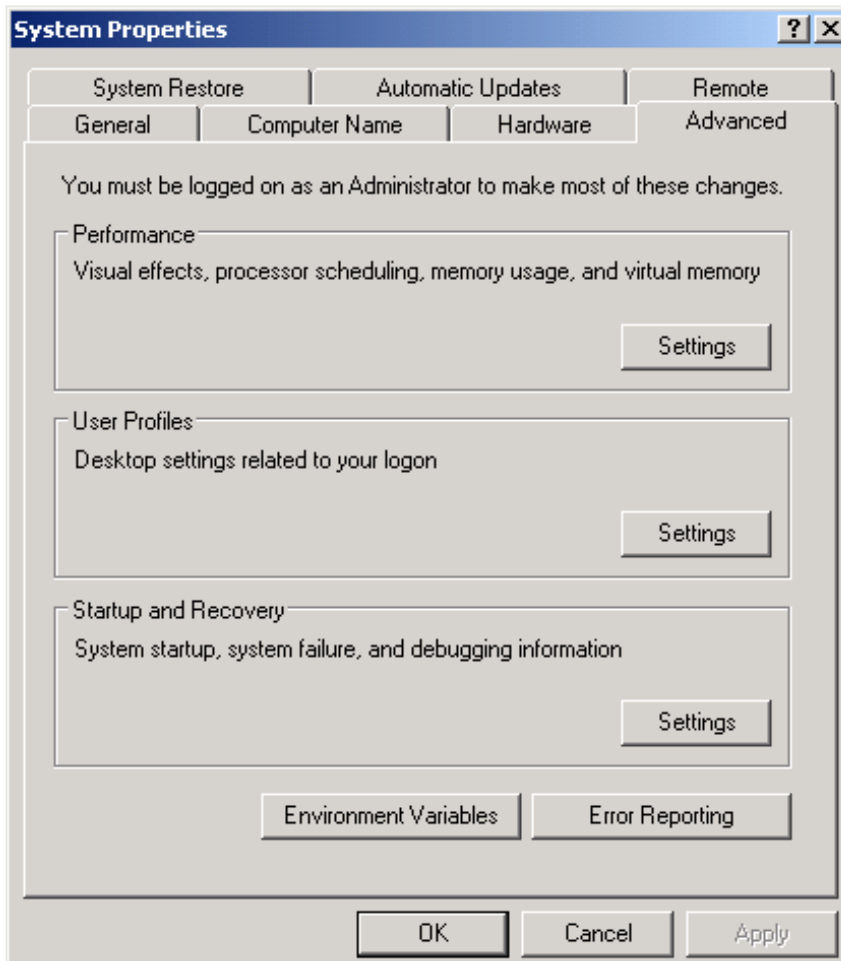 System Properties
System Restore Automatic Updates Remote
General Computer Name Hardware Advanced
You must be logged on as an Administrator to make most of these changes.
Performance
Visual effects, processor scheduling, memory usage, and virtual memory
Settings
User Profiles
Desktop settings related to your logon
Settings
Startup and Recovery
System startup, system failure, and debugging information
Settings
Environment Variables Error Reporting
OK Cancel Apply